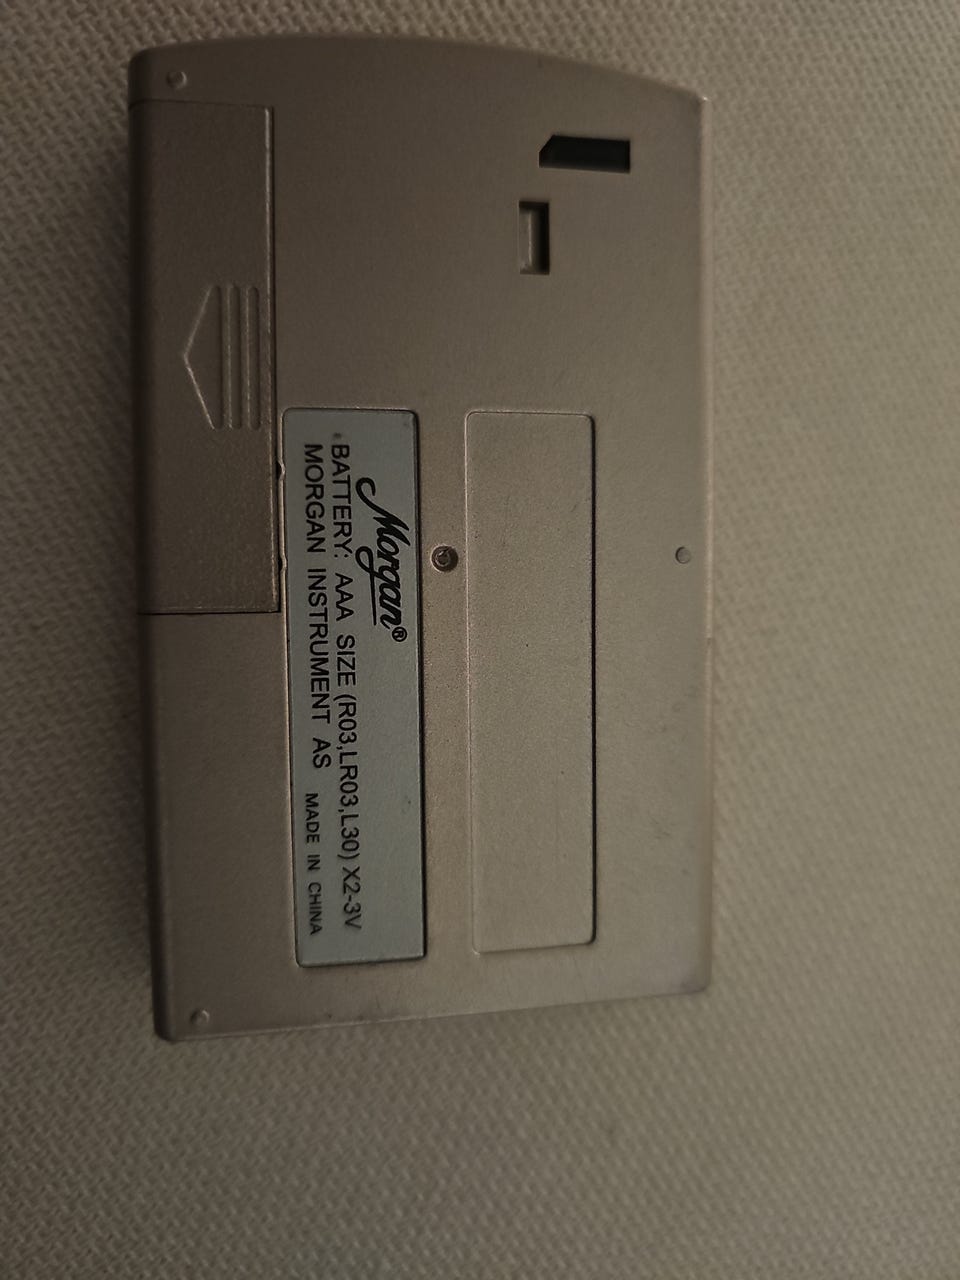 Morgan®
BATTERY: AAA SIZE (R03,LR03,L30) X2-3V
MORGAN INSTRUMENT AS MADE IN CHINA